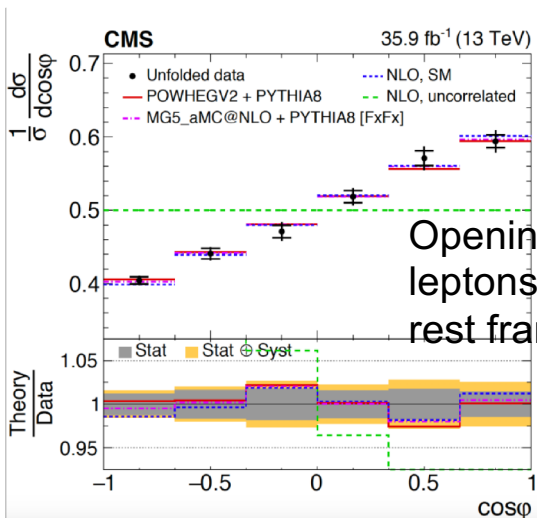 CMS 35.9 fb⁻¹ (13 TeV)
1/σ dσ/dcosφ
0.7
Unfolded data
NLO, SM
POWHEGV2 + PYTHIA8
NLO, uncorrelated
MG5_aMC@NLO + PYTHIA8 [FxFx]
0.6
0.5
0.4
leptons
rest
Stat Stat ⊕ Syst
Theory/Data
1.05
1
0.95
−1 −0.5 0 0.5 1
cosφ